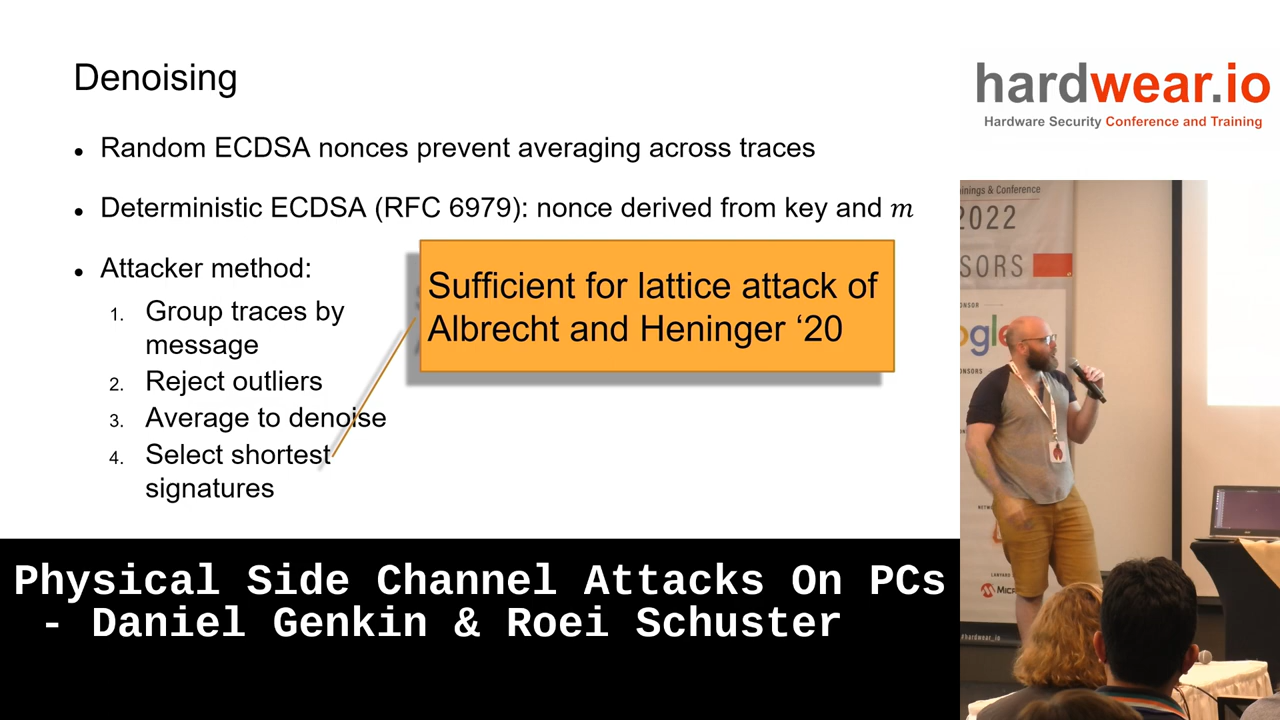 Denoising
• Random ECDSA nonces prevent averaging across traces
• Deterministic ECDSA (RFC 6979): nonce derived from key and m
• Attacker method:
1. Group traces by
message
2. Reject outliers
3. Average to denoise
4. Select shortest
signatures
Sufficient for lattice attack of
Albrecht and Heninger ‘20
Physical Side Channel Attacks On PCs
- Daniel Genkin & Roei Schuster
hardwear.io
Hardware Security Conference and Training
& Conference
2022
SORS
#hardwear_io